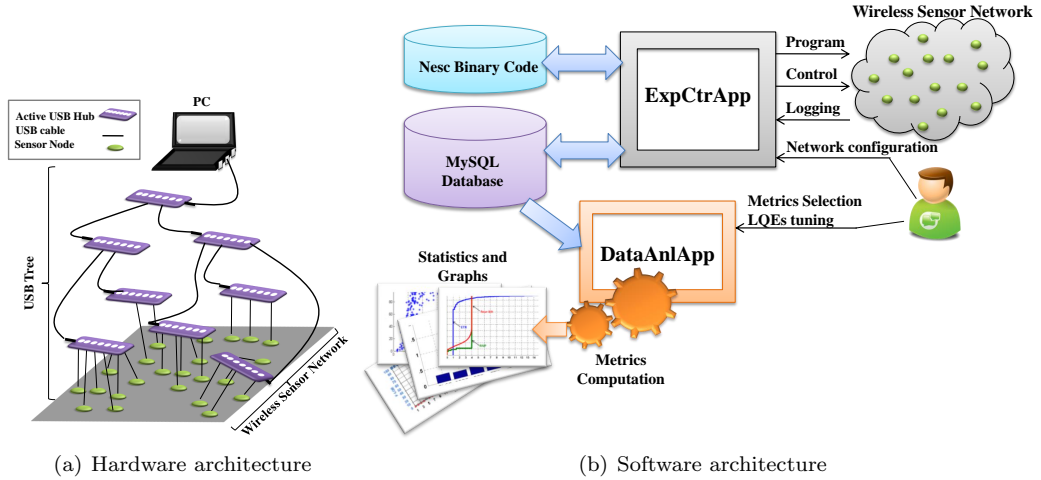 PC
Active USB Hub
USB cable
Sensor Node
USB Tree
Wireless Sensor Network
(a) Hardware architecture
Wireless Sensor Network
Nesc Binary Code
ExpCtrApp
Program
Control
Logging
Network configuration
MySQL
Database
Metrics Selection
LQEs tuning
DataAnlApp
Statistics and
Graphs
Metrics
Computation
(b) Software architecture